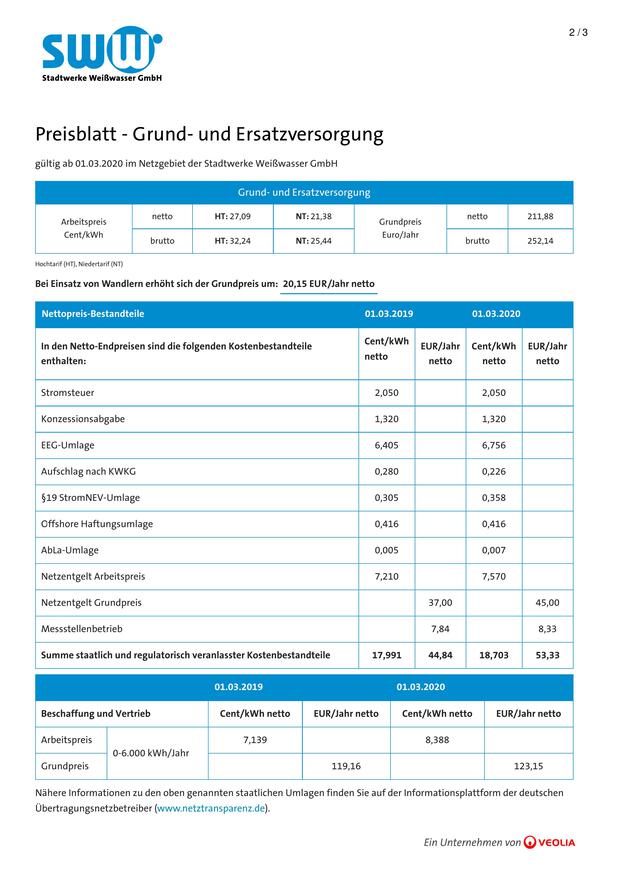 2 / 3
sww
Stadtwerke Weißwasser GmbH
Preisblatt - Grund- und Ersatzversorgung
gültig ab 01.03.2020 im Netzgebiet der Stadtwerke Weißwasser GmbH
Grund- und Ersatzversorgung
Arbeitspreis Cent/kWh netto HT: 27,09 NT: 21,38 Grundpreis Euro/Jahr netto 211,88
brutto HT: 32,24 NT: 25,44 brutto 252,14
Hochtarif (HT), Niedertarif (NT)
Bei Einsatz von Wandlern erhöht sich der Grundpreis um: 20,15 EUR/Jahr netto
Nettopreis-Bestandteile 01.03.2019 01.03.2020
In den Netto-Endpreisen sind die folgenden Kostenbestandteile enthalten: Cent/kWh netto EUR/Jahr netto Cent/kWh netto EUR/Jahr netto
Stromsteuer 2,050 2,050
Konzessionsabgabe 1,320 1,320
EEG-Umlage 6,405 6,756
Aufschlag nach KWKG 0,280 0,226
§19 StromNEV-Umlage 0,305 0,358
Offshore Haftungsumlage 0,416 0,416
AbLa-Umlage 0,005 0,007
Netzentgelt Arbeitspreis 7,210 7,570
Netzentgelt Grundpreis 37,00 45,00
Messstellenbetrieb 7,84 8,33
Summe staatlich und regulatorisch veranlasster Kostenbestandteile 17,991 44,84 18,703 53,33
01.03.2019 01.03.2020
Beschaffung und Vertrieb Cent/kWh netto EUR/Jahr netto Cent/kWh netto EUR/Jahr netto
Arbeitspreis 0-6.000 kWh/Jahr 7,139 8,388
Grundpreis 119,16 123,15
Nähere Informationen zu den oben genannten staatlichen Umlagen finden Sie auf der Informationsplattform der deutschen
Übertragungsnetzbetreiber (www.netztransparenz.de).
Ein Unternehmen von VEOLIA